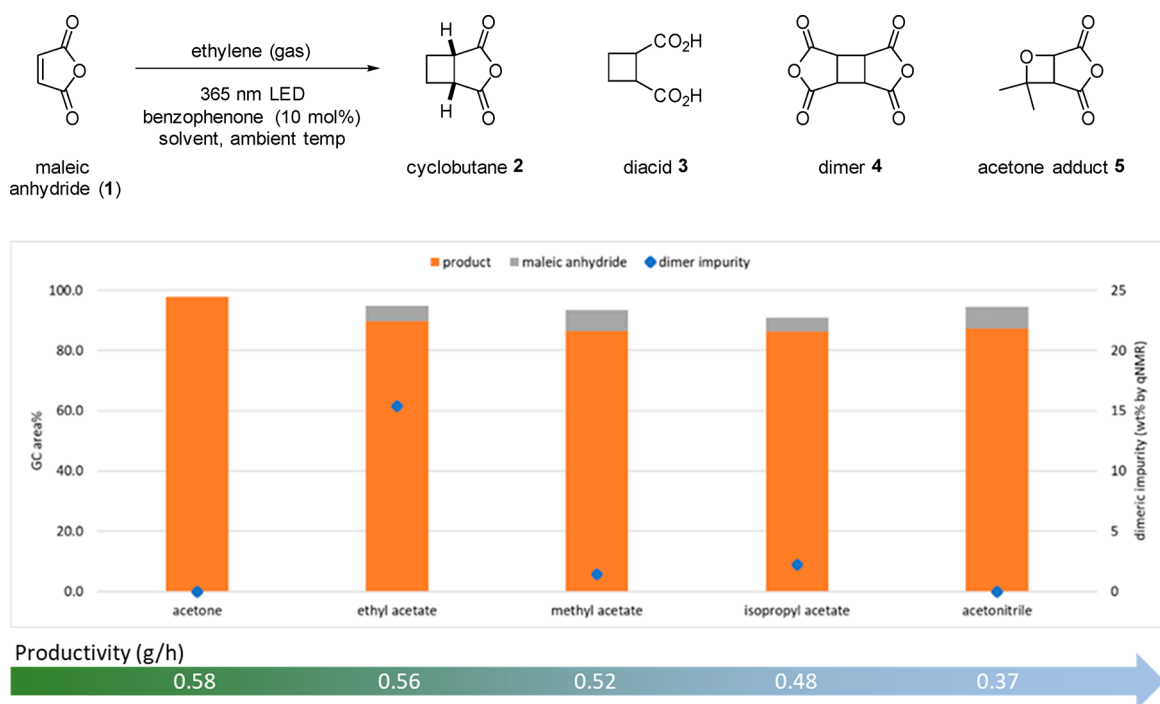 O
O
O
ethylene (gas)
365 nm LED
benzophenone (10 mol%)
solvent, ambient temp
H
H
O
O
O
CO₂H
CO₂H
O
O
O
O
O
O
O
O
O
O
maleic
anhydride (1)
cyclobutane 2
diacid 3
dimer 4
acetone adduct 5
product
maleic anhydride
dimer impurity
100.0
80.0
60.0
40.0
20.0
0.0
GC area%
25
20
15
10
5
0
dimeric impurity (wt% by qNMR)
acetone
ethyl acetate
methyl acetate
isopropyl acetate
acetonitrile
Productivity (g/h)
0.58
0.56
0.52
0.48
0.37